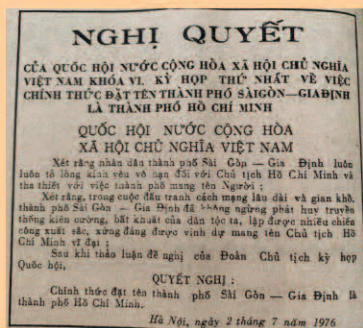 NGHỊ QUYẾT
CỦA QUỐC HỘI NƯỚC CỘNG HÒA XÃ HỘI CHỦ NGHĨA
VIỆT NAM KHÓA VI, KỲ HỌP THỨ NHẤT VỀ VIỆC
CHÍNH THỨC ĐẶT TÊN THÀNH PHỐ SÀIGÒN—GIAĐỊNH
LÀ THÀNH PHỐ HỒ CHÍ MINH
QUỐC HỘI NƯỚC CỘNG HÒA
XÃ HỘI CHỦ NGHĨA VIỆT NAM
Xét rằng nhân dân thành phố Sài Gòn — Gia Định luôn
luôn tỏ lòng kính yêu vô hạn đối với Chủ tịch Hồ Chí Minh và
tha thiết với việc thành phố mang tên Người ;
Xét rằng, trong cuộc đấu tranh cách mạng lâu dài và gian khổ,
thành phố Sài Gòn — Gia Định đã không ngừng phát huy truyền
thống kiên cường, bất khuất của dân tộc ta, lập được nhiều chiến
công xuất sắc, xứng đáng được vinh dự mang tên Chủ tịch Hồ
Chí Minh vĩ đại ;
Sau khi thảo luận đề nghị của Đoàn Chủ tịch kỳ họp
Quốc hội,
QUYẾT NGHỊ :
Chính thức đặt tên thành phố Sài Gòn — Gia Định là
thành phố Hồ Chí Minh.
Hà Nội, ngày 2 tháng 7 năm 1976